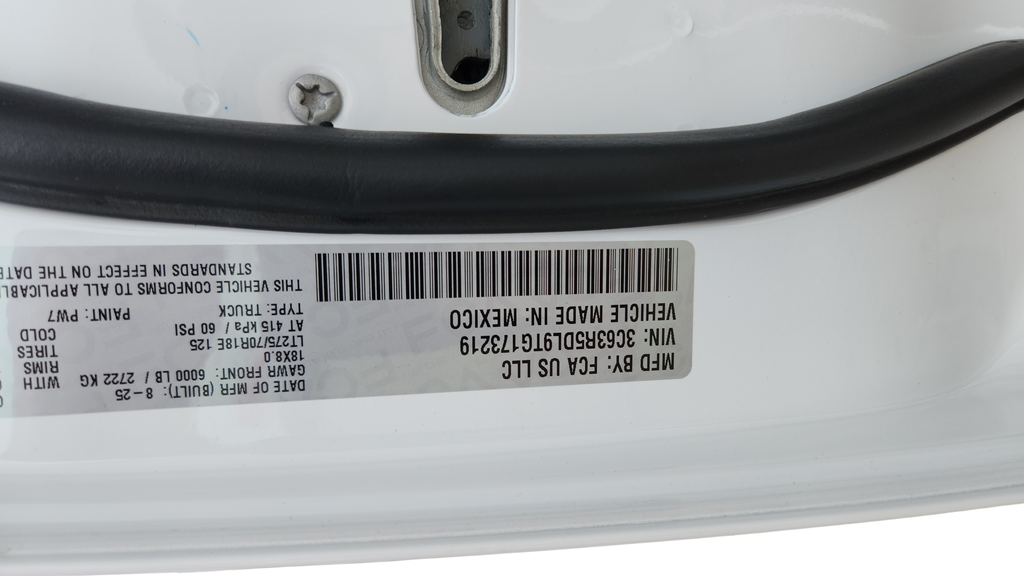 MFD BY: FCA US LLC
VIN: 3C63R5DL9TG173219
VEHICLE MADE IN: MEXICO
DATE OF MFR (BUILT): 8-25
GAWR FRONT: 6000 LB / 2722 KG WITH
18X8.0 RIMS
LT275/70R18E 125 TIRES
AT 415 kPa / 60 PSI COLD
TYPE: TRUCK PAINT: PW7
THIS VEHICLE CONFORMS TO ALL
STANDARDS IN EFFECT ON THE